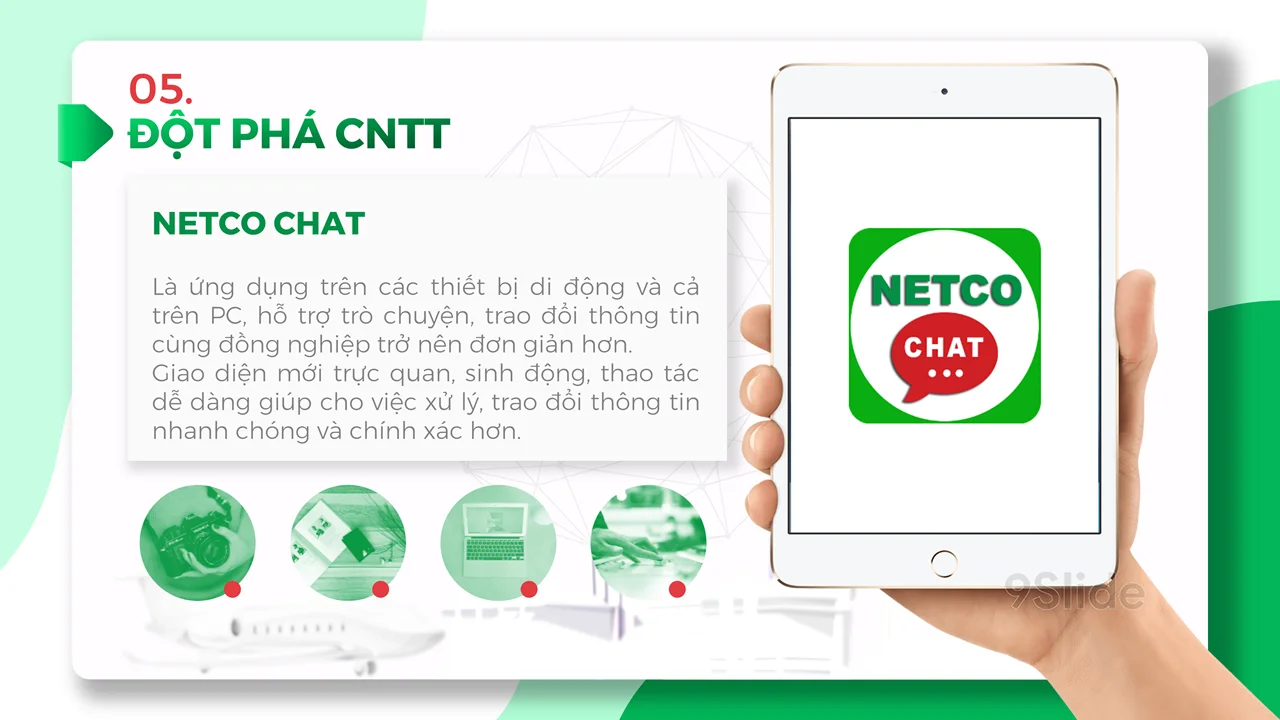 05.
ĐỘT PHÁ CNTT
NETCO CHAT
Là ứng dụng trên các thiết bị di động và cả
trên PC, hỗ trợ trò chuyện, trao đổi thông tin
cùng đồng nghiệp trở nên đơn giản hơn.
Giao diện mới trực quan, sinh động, thao tác
dễ dàng giúp cho việc xử lý, trao đổi thông tin
nhanh chóng và chính xác hơn.
NETCO
CHAT
9Slide